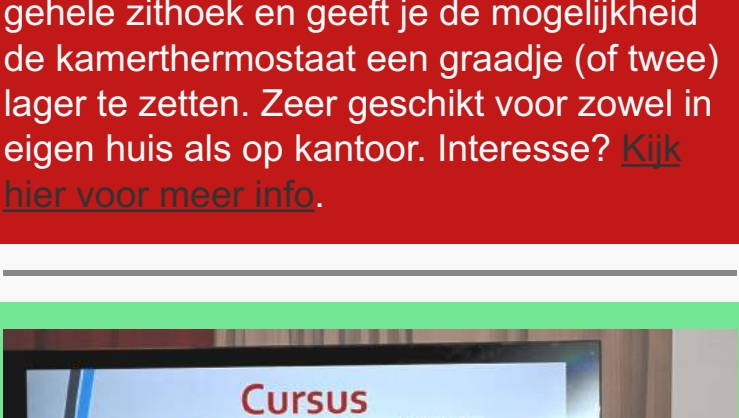 gehele zithoek en geeft je de mogelijkheid
de kamerthermostaat een graadje (of twee)
lager te zetten. Zeer geschikt voor zowel in
eigen huis als op kantoor. Interesse? Kijk
hier voor meer info.
Cursus